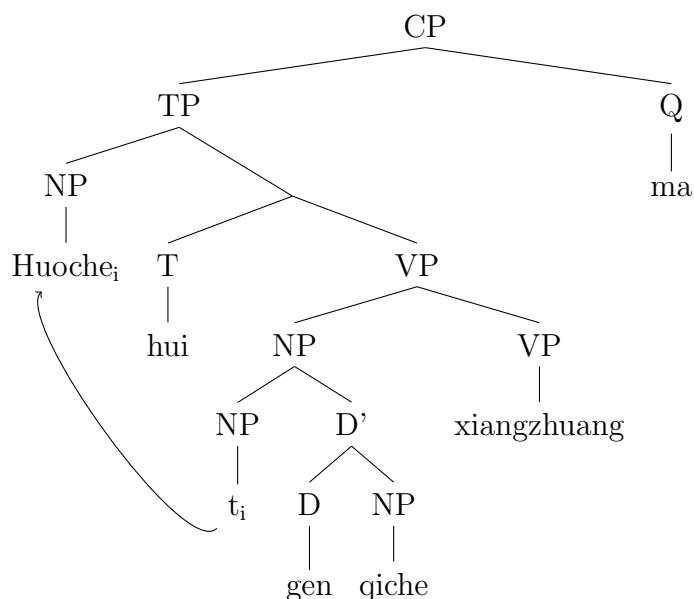 CP
TP Q
NP ma
Huocheᵢ T VP
hui NP VP
NP D' xiangzhuang
tᵢ D NP
gen qiche